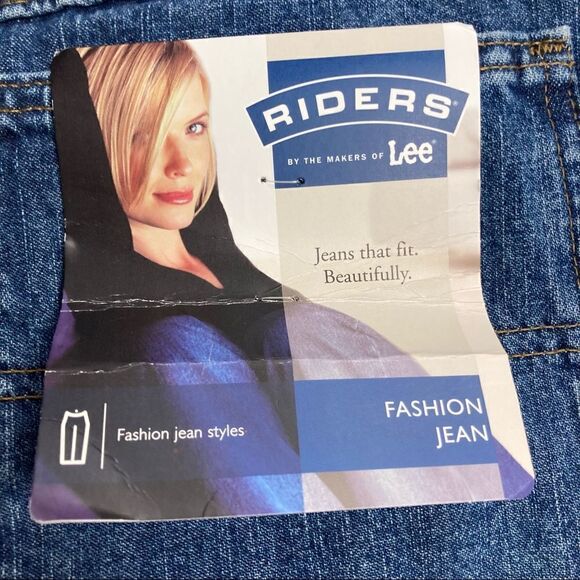 RIDERS®
BY THE MAKERS OF Lee®
Jeans that fit.
Beautifully.
Fashion jean styles
FASHION
JEAN